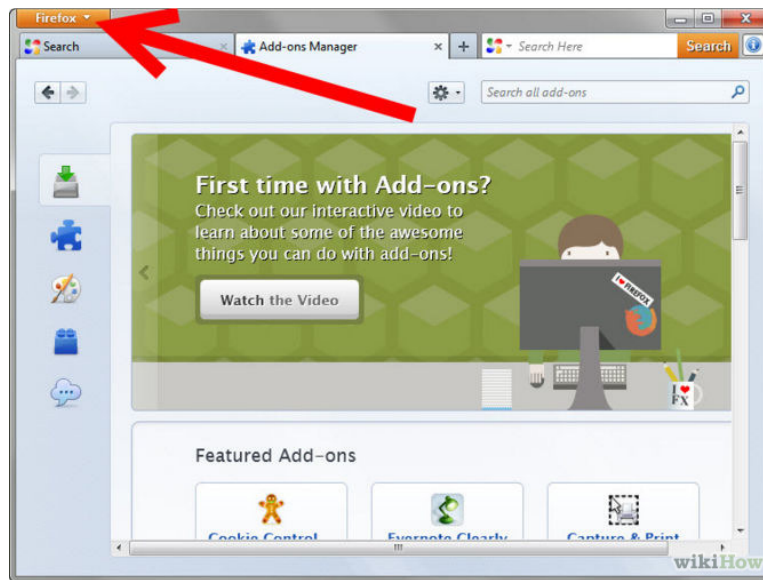 Firefox
Search
Add-ons Manager
Search Here
Search
Search all add-ons
First time with Add-ons?
Check out our interactive video to
learn about some of the awesome
things you can do with add-ons!
Watch the Video
I ♥ FIREFOX
I ♥
FX
Featured Add-ons
Cookie Control
Evernote Clearly
Capture & Print
wikiHow